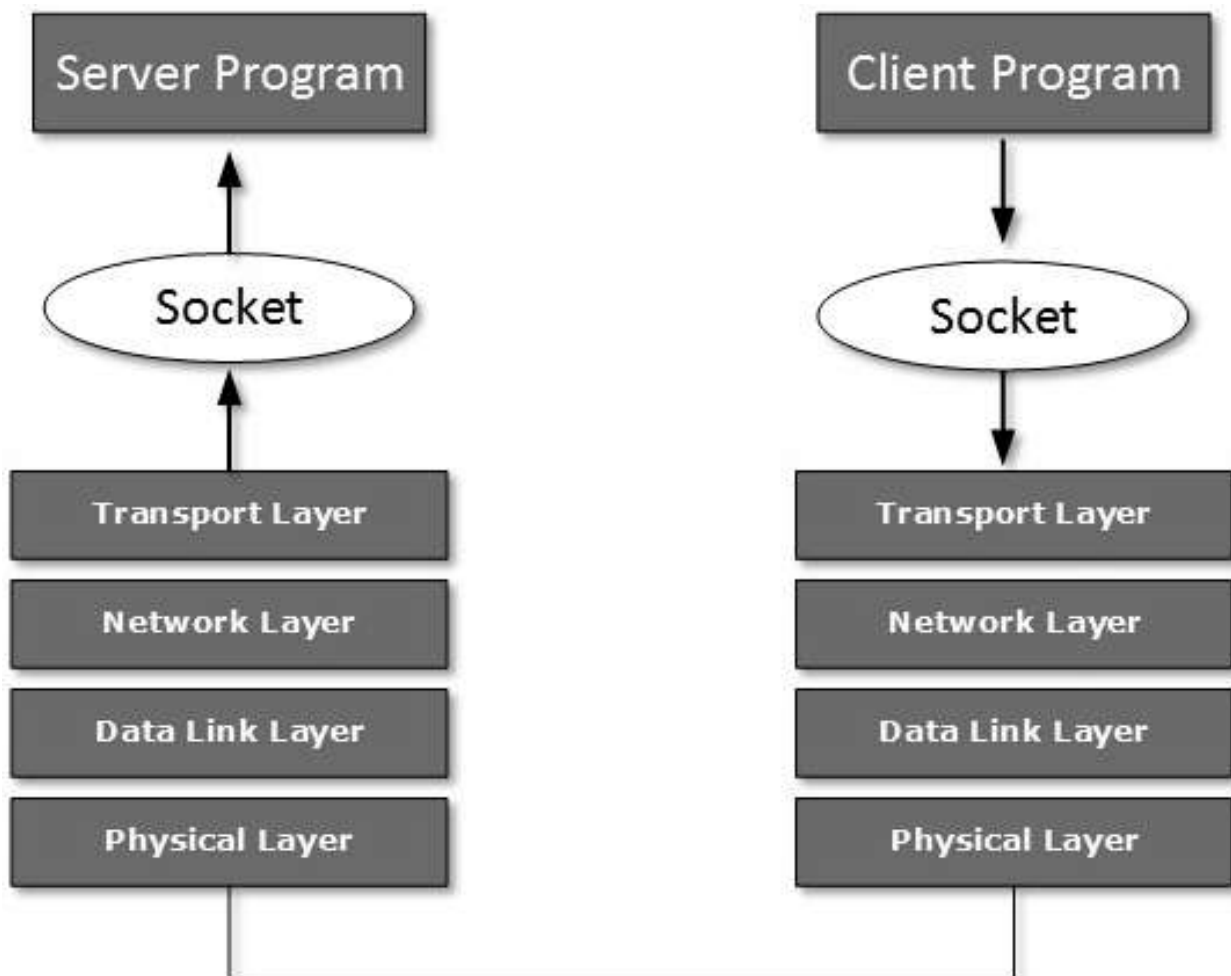 Server Program
Client Program
Socket
Socket
Transport Layer
Transport Layer
Network Layer
Network Layer
Data Link Layer
Data Link Layer
Physical Layer
Physical Layer